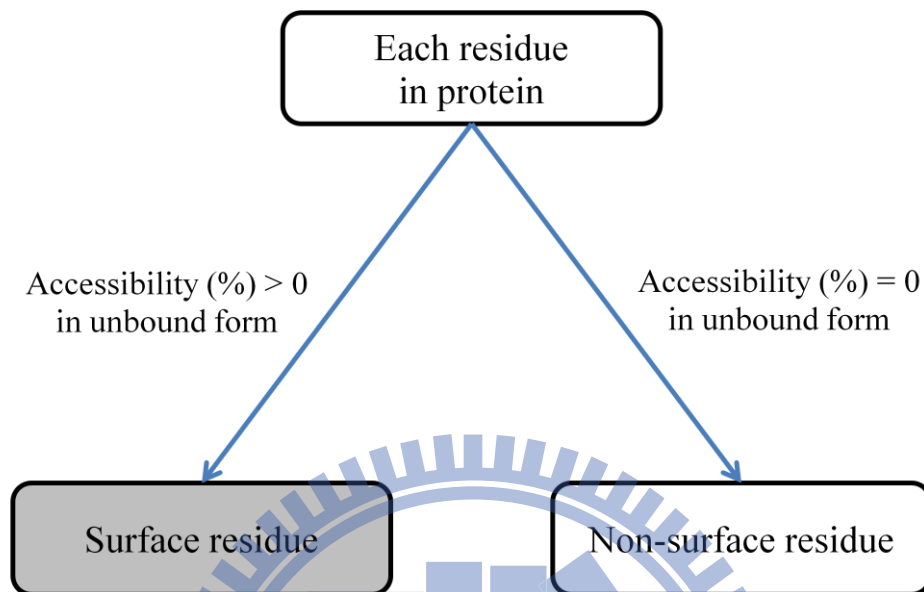 Each residue
in protein
Accessibility (%) > 0
in unbound form
Accessibility (%) = 0
in unbound form
Surface residue
Non-surface residue